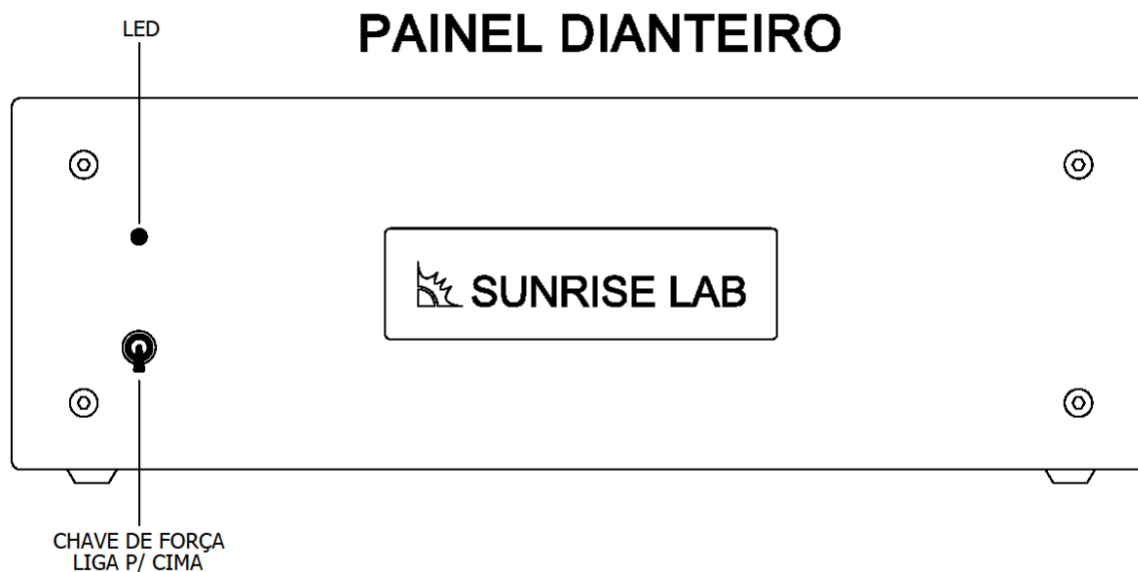 LED
PAINEL DIANTEIRO
SUNRISE LAB
CHAVE DE FORÇA
LIGA P/ CIMA